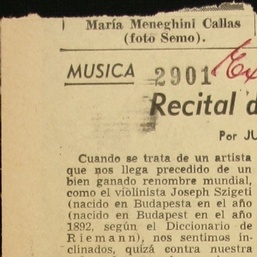 María Meneghini Callas
(foto Semo).
MUSICA 2901
Recital d
Por JU
Cuando se trata de un artista
que nos llega precedido de un
bien ganado renombre mundial,
como el violinista Joseph Szigeti
(nacido en Budapesta en el año
(nacido en Budapest en el año
1892, según el Diccionario de
Riemann), nos sentimos in-
clinados, quizá contra nuestra